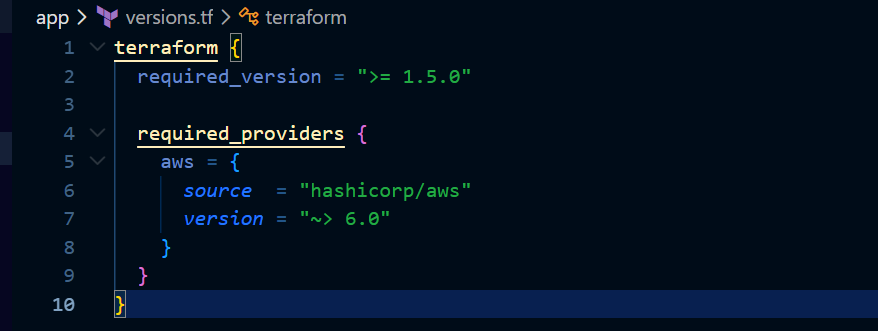 app > versions.tf > terraform
1 terraform {
2 required_version = ">= 1.5.0"
3
4 required_providers {
5 aws = {
6 source  = "hashicorp/aws"
7 version = "~> 6.0"
8 }
9 }
10 }